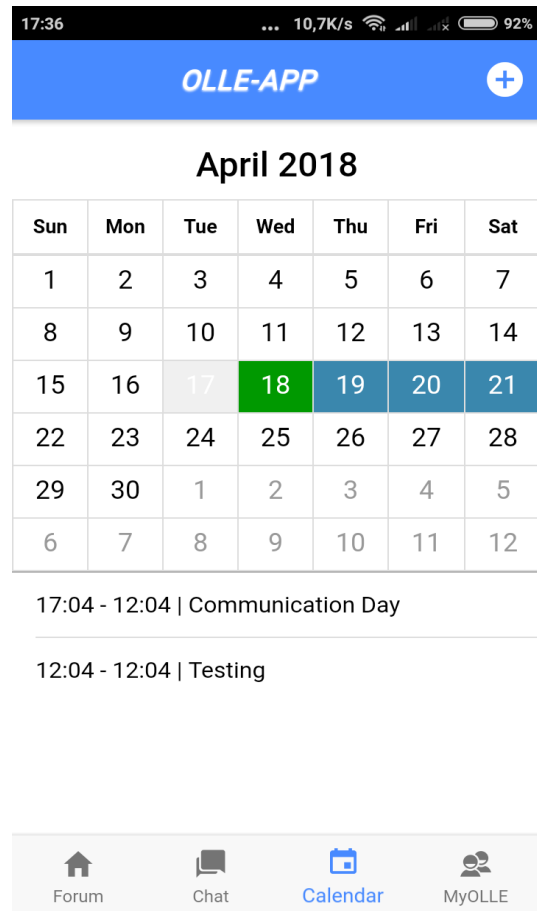 17:36 ... 10,7K/s 92%
OLLE-APP
April 2018
Sun Mon Tue Wed Thu Fri Sat
1 2 3 4 5 6 7
8 9 10 11 12 13 14
15 16 17 18 19 20 21
22 23 24 25 26 27 28
29 30 1 2 3 4 5
6 7 8 9 10 11 12
17:04 - 12:04 | Communication Day
12:04 - 12:04 | Testing
Forum Chat Calendar MyOLLE